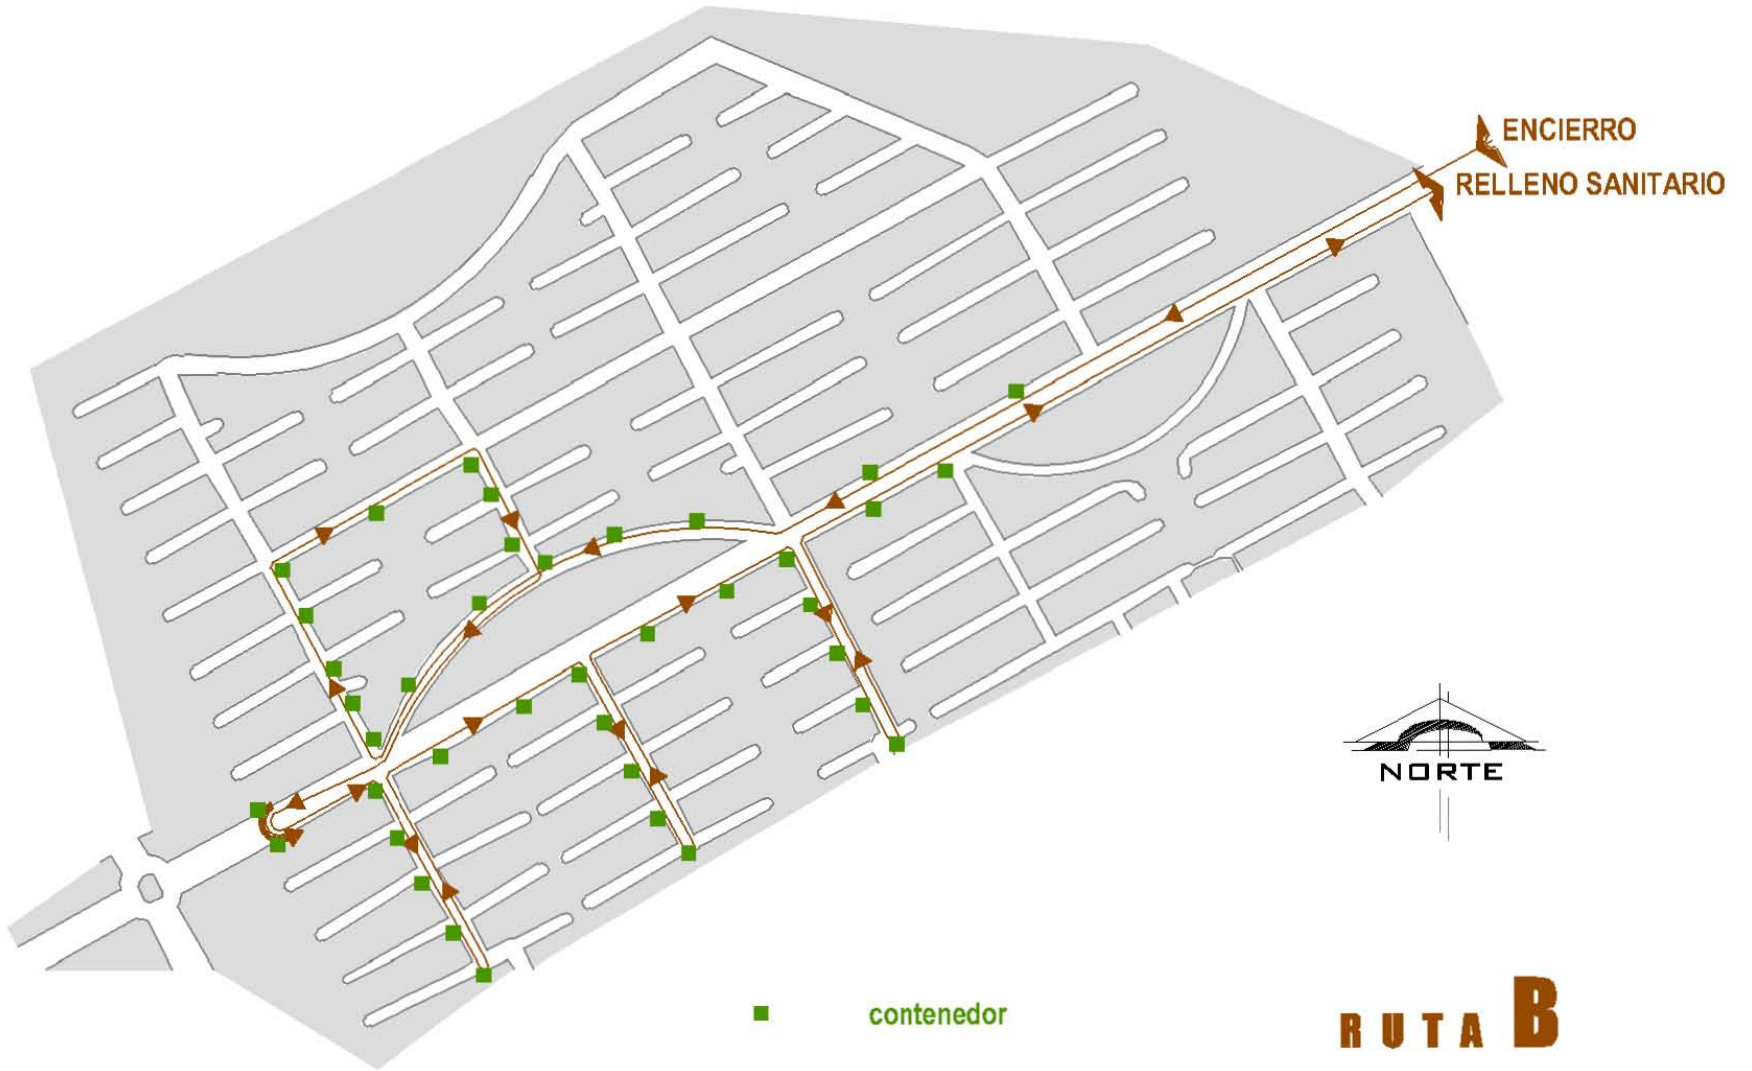 ENCIERRO
RELLENO SANITARIO
NORTE
contenedor
RUTA B